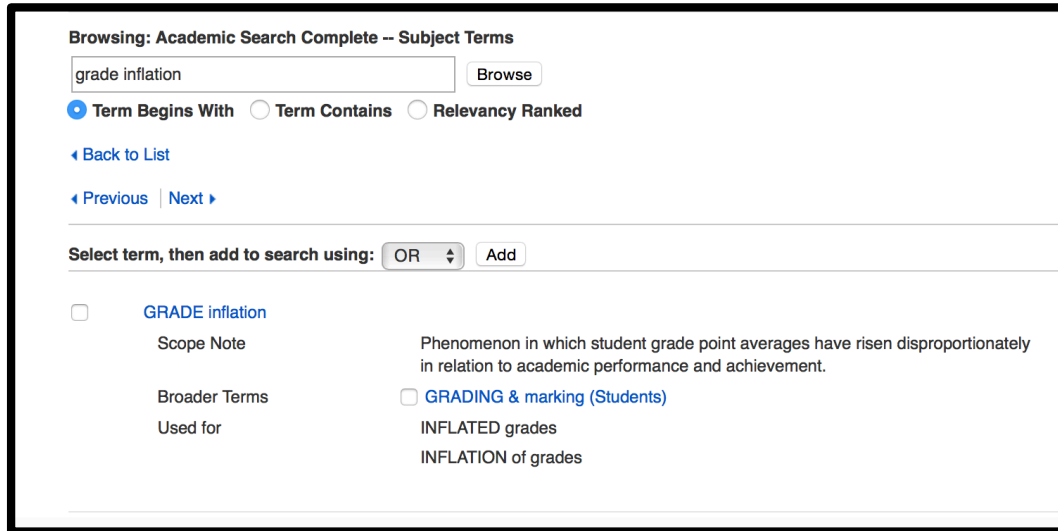 Browsing: Academic Search Complete -- Subject Terms
grade inflation Browse
Term Begins With Term Contains Relevancy Ranked
Back to List
Previous Next
Select term, then add to search using: OR Add
GRADE inflation
Scope Note Phenomenon in which student grade point averages have risen disproportionately
in relation to academic performance and achievement.
Broader Terms GRADING & marking (Students)
Used for INFLATED grades
INFLATION of grades